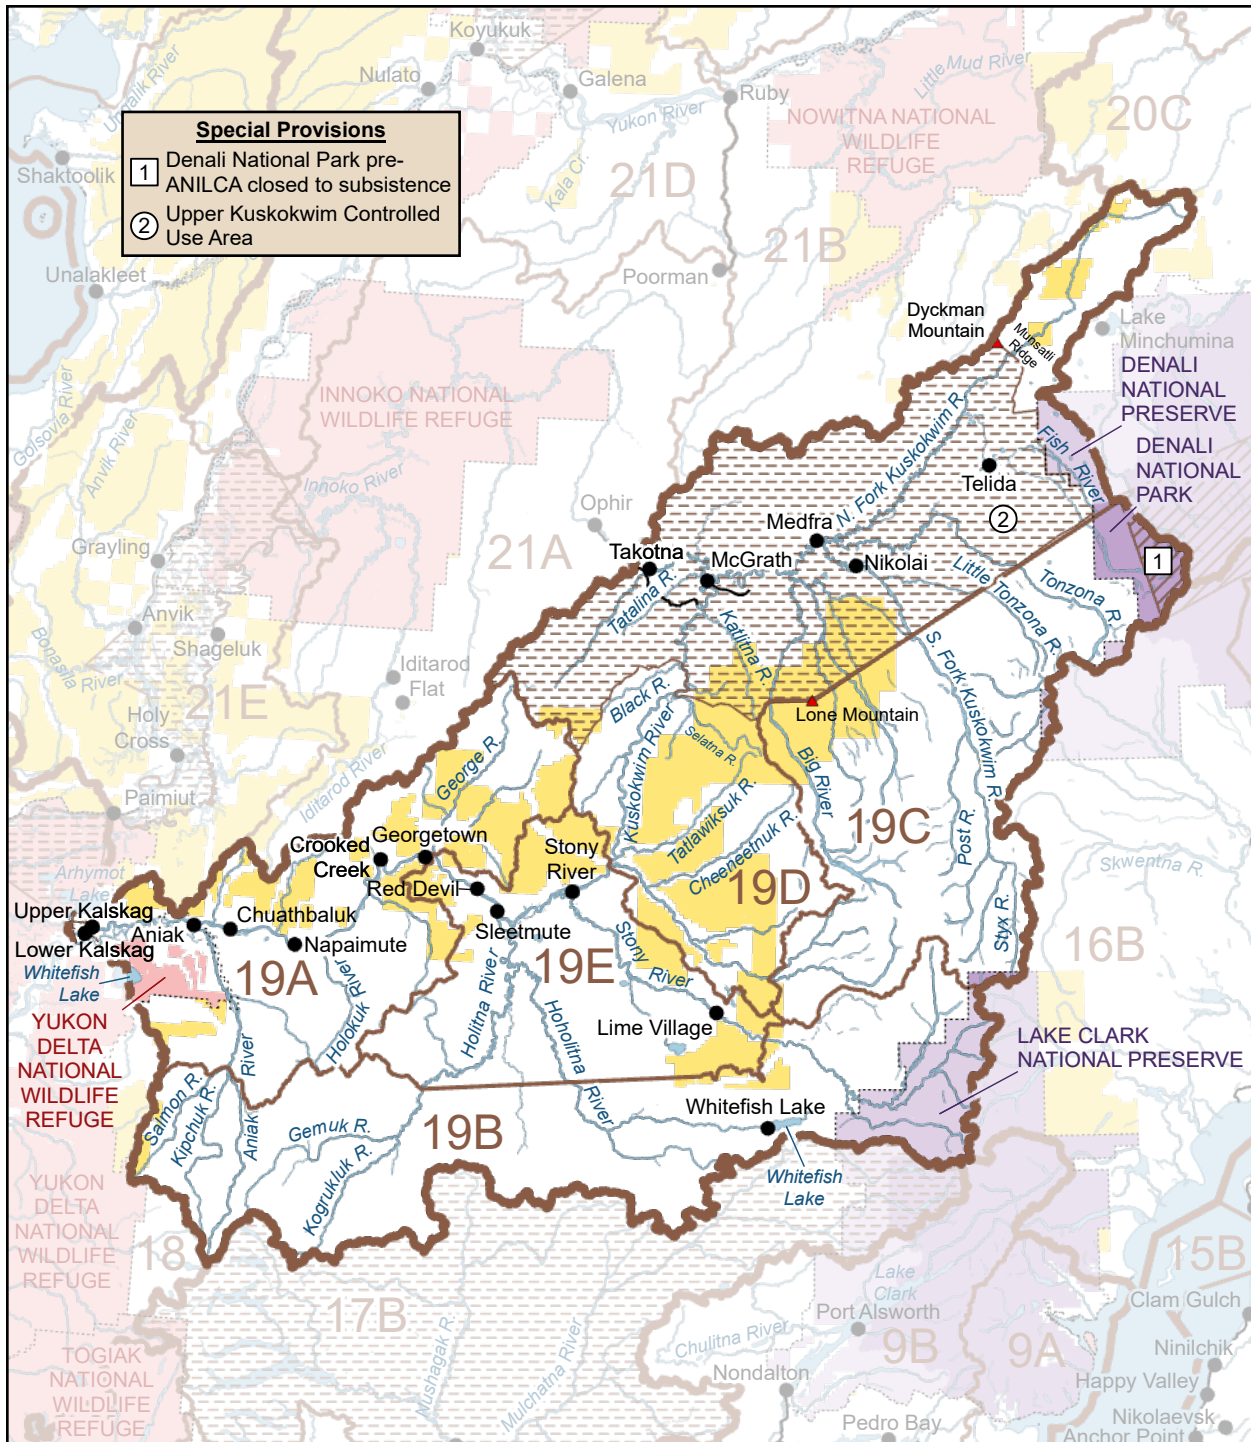 Koyukuk
Unalalik River
Nulato
Galena
Little Mud River
Ruby
20C
NOWITNA NATIONAL
WILDLIFE
REFUGE
Yukon River
Special Provisions
1 Denali National Park pre-
ANILCA closed to subsistence
2 Upper Kuskokwim Controlled
Use Area
Shaktoolik
Kala Cr.
21D
21B
Unalakleet
Poorman
Dyckman
Mountain
Munsatli
Ridge
Lake
Minchumina
DENALI
NATIONAL
PRESERVE
INNOKO NATIONAL
WILDLIFE REFUGE
Golsovia River
Anvik River
Innoko River
DENALI
NATIONAL
PARK
Fish River
N. Fork Kuskokwim R.
Telida
2
Ophir
Medfra
Grayling
21A
Takotna
McGrath
Nikolai
1
Tatalina R.
Little Tonzona R.
Tonzona R.
Anvik
Shageluk
Bonasila River
Katlitna R.
S. Fork Kuskokwim R.
Iditarod
Flat
21E
Black R.
Lone Mountain
Holy
Cross
Kuskokwim River
Selatna R.
Big River
George R.
Iditarod River
Paimiut
Tatlawiksuk R.
19C
Post R.
Georgetown
Crooked
Creek
Stony
River
Cheeneetnuk R.
Skwentna R.
Arhymot
Lake
Red Devil
19D
Upper Kalskag
Chuathbaluk
Aniak
Sleetmute
Styx R.
Lower Kalskag
Napaimute
16B
Whitefish
Lake
19A
19E
Stony River
Holokuk River
Holitna River
Hoholitna River
Lime Village
YUKON
DELTA
NATIONAL
WILDLIFE
REFUGE
LAKE CLARK
NATIONAL PRESERVE
Aniak River
Salmon R.
Kipchuk R.
Gemuk R.
19B
Whitefish Lake
Kogrukluk R.
Whitefish
Lake
YUKON
DELTA
NATIONAL
WILDLIFE
REFUGE
18
15B
Lake
Clark
17B
Port Alsworth
Clam Gulch
Chulitna River
9B
9A
Ninilchik
TOGIAK
NATIONAL
WILDLIFE
REFUGE
Nushagak R.
Mulchatna River
Nondalton
Happy Valley
Nikolaevsk
Pedro Bay
Anchor Point